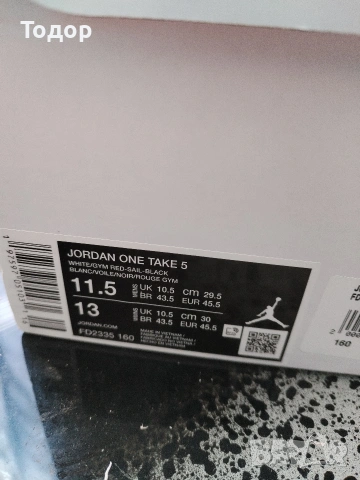 Тодор
JORDAN ONE TAKE 5
WHITE/GYM RED-SAIL-BLACK
BLANC/VOILE/NOIR/ROUGE GYM
11.5 MENS UK 10.5 CM 29.5
BR 43.5 EUR 45.5
13 WMNS UK 10.5 CM 30
BR 43.5 EUR 45.5
JORDAN.COM
FD2335 160
MADE IN VIETNAM
160